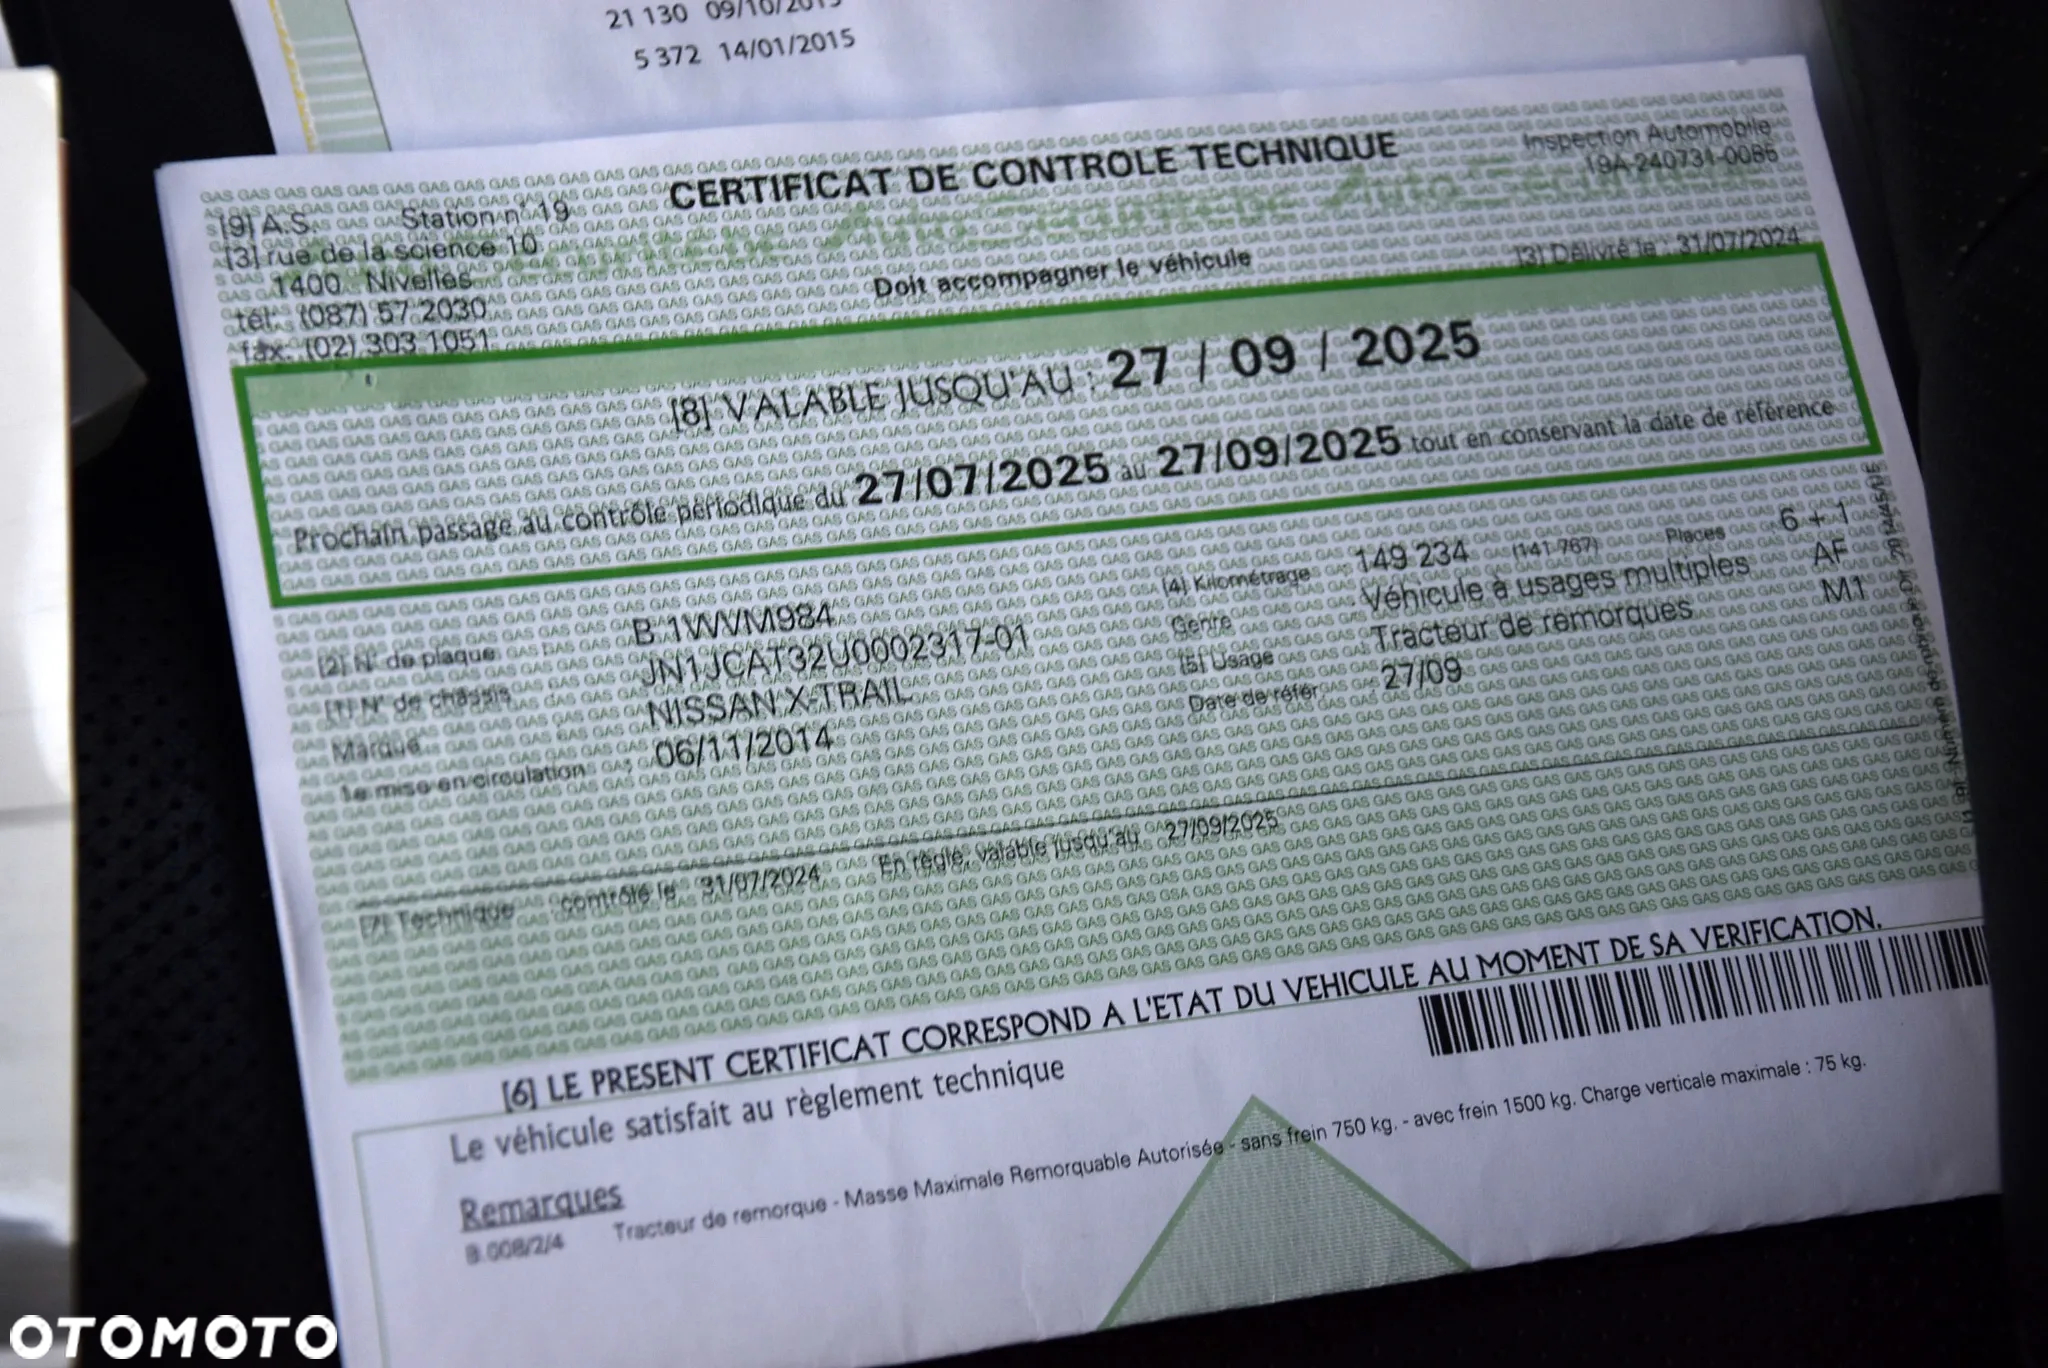 21 130 09/10/2015
5 372 14/01/2015
CERTIFICAT DE CONTROLE TECHNIQUE
Inspection Automobile
19A-240731-0085
[9] A.S. Station n° 19
[3] rue de la science 10
1400 Nivelles
tél: (087) 57 2030
fax: (02) 303 1051
Doit accompagner le véhicule
[3] Délivré le : 31/07/2024
[8] VALABLE JUSQU'AU : 27 / 09 / 2025
Prochain passage au contrôle périodique du 27/07/2025 au 27/09/2025 tout en conservant la date de référence
[2] N° de plaque : B 1WVM984
[1] N° de châssis : JN1JCAT32U0002317-01
Marque : NISSAN X-TRAIL
1e mise en circulation : 06/11/2014
[4] Kilométrage : 149 234 (141 767) Places 6 + 1
Genre : Véhicule à usages multiples AF
[5] Usage : Tracteur de remorques M1
Date de référ. : 27/09
[7] Technique contrôlé le 31/07/2024 En règle, valable jusqu'au 27/09/2025
[6] LE PRESENT CERTIFICAT CORRESPOND A L'ETAT DU VEHICULE AU MOMENT DE SA VERIFICATION.
Le véhicule satisfait au règlement technique
Remarques
8.008/2/4 Tracteur de remorque - Masse Maximale Remorquable Autorisée - sans frein 750 kg. - avec frein 1500 kg. Charge verticale maximale : 75 kg.
OTOMOTO